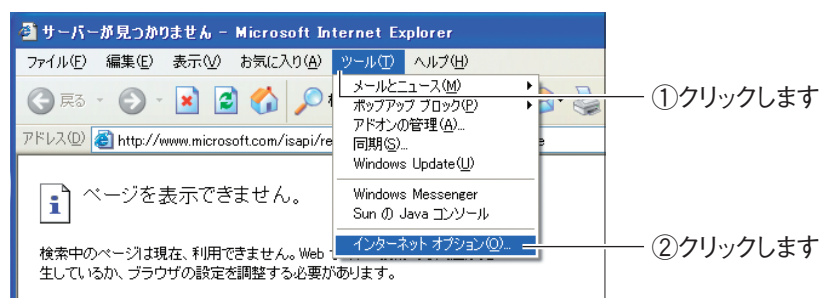 サーバーが見つかりません - Microsoft Internet Explorer
ファイル(F) 編集(E) 表示(V) お気に入り(A) ツール(T) ヘルプ(H)
戻る
メールとニュース(M)
ポップアップ ブロック(P)
アドオンの管理(A)...
同期(S)...
Windows Update(U)
Windows Messenger
Sun の Java コンソール
インターネット オプション(O)...
アドレス(D) http://www.microsoft.com/isapi/re
ページを表示できません。
検索中のページは現在、利用できません。Web
生しているか、ブラウザの設定を調整する必要があります。
①クリックします
②クリックします